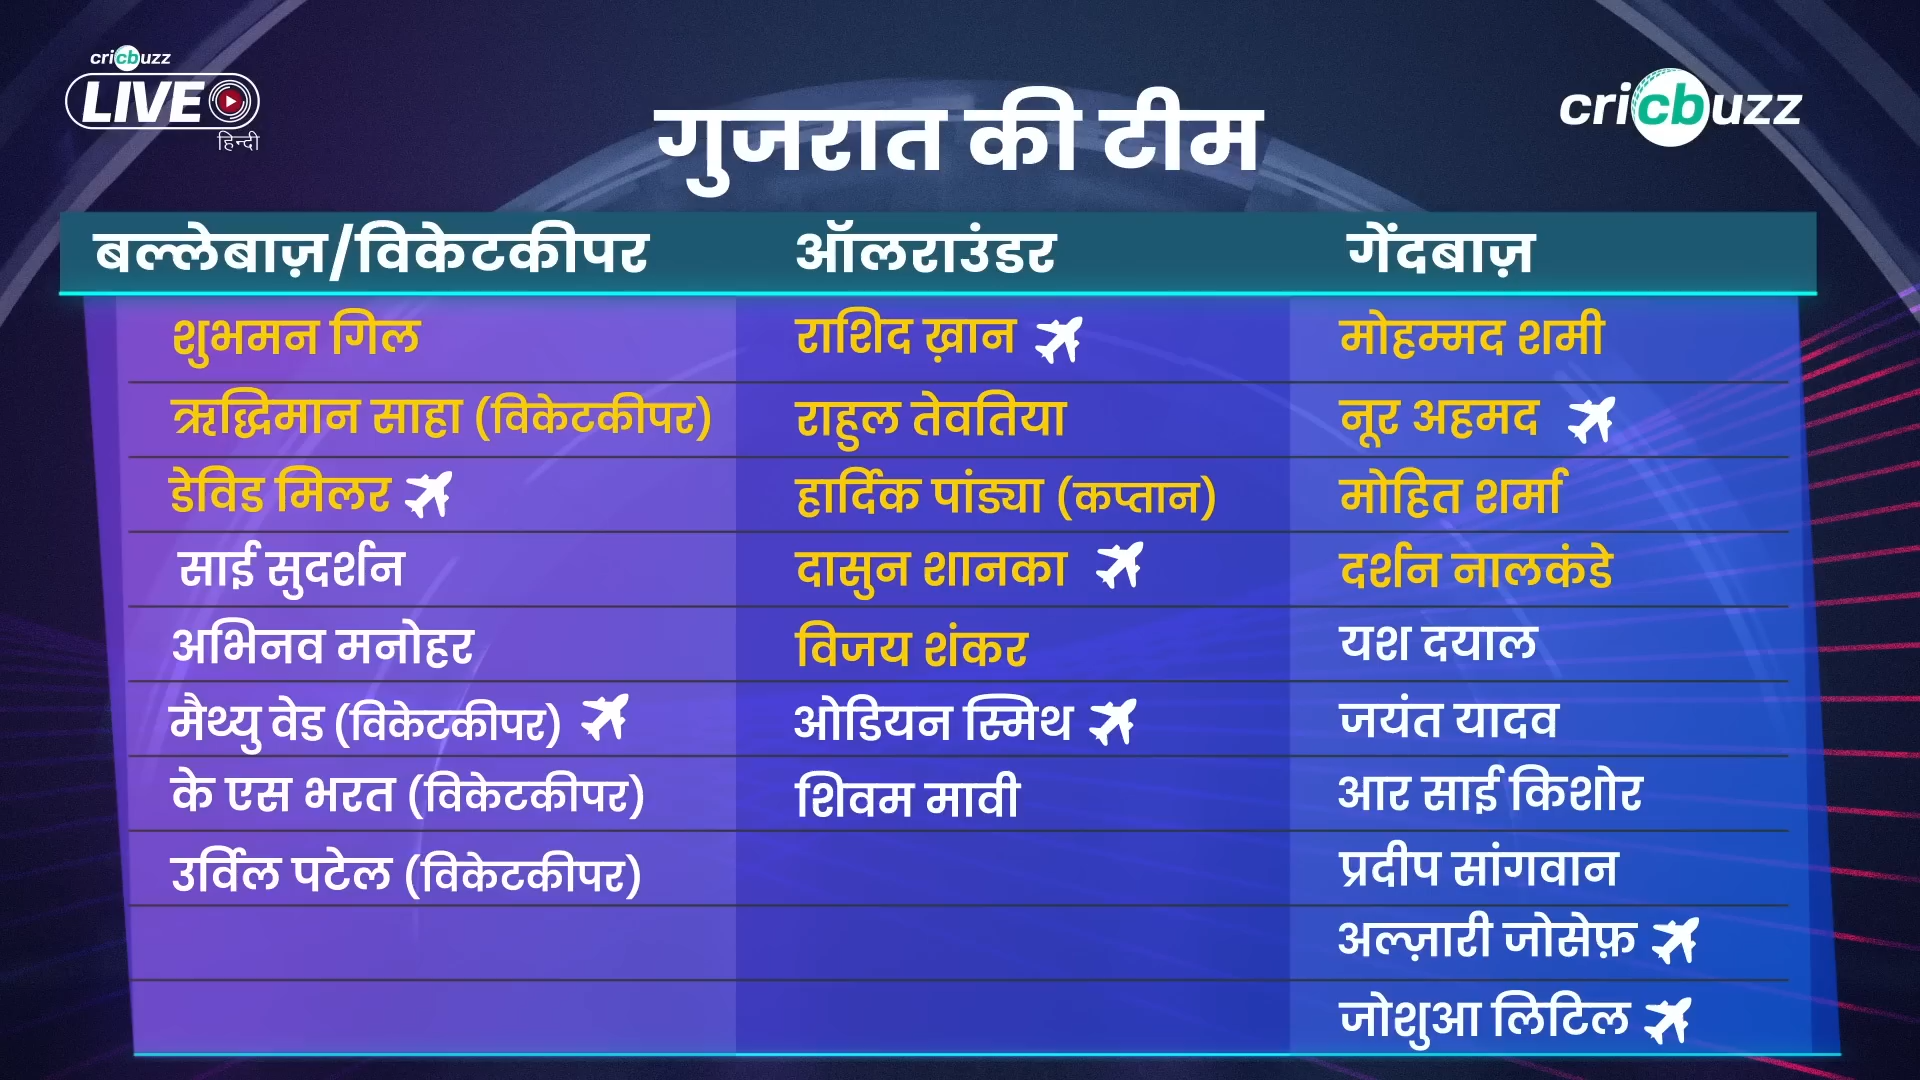 cricbuzz
LIVE
हिन्दी
cricbuzz
गुजरात की टीम
बल्लेबाज़/विकेटकीपर ऑलराउंडर गेंदबाज़
शुभमन गिल राशिद ख़ान मोहम्मद शमी
ऋद्धिमान साहा (विकेटकीपर) राहुल तेवतिया नूर अहमद
डेविड मिलर हार्दिक पांड्या (कप्तान) मोहित शर्मा
साई सुदर्शन दासुन शानका दर्शन नालकंडे
अभिनव मनोहर विजय शंकर यश दयाल
मैथ्यु वेड (विकेटकीपर) ओडियन स्मिथ जयंत यादव
के एस भरत (विकेटकीपर) शिवम मावी आर साई किशोर
उर्विल पटेल (विकेटकीपर) प्रदीप सांगवान
अल्ज़ारी जोसेफ़
जोशुआ लिटिल